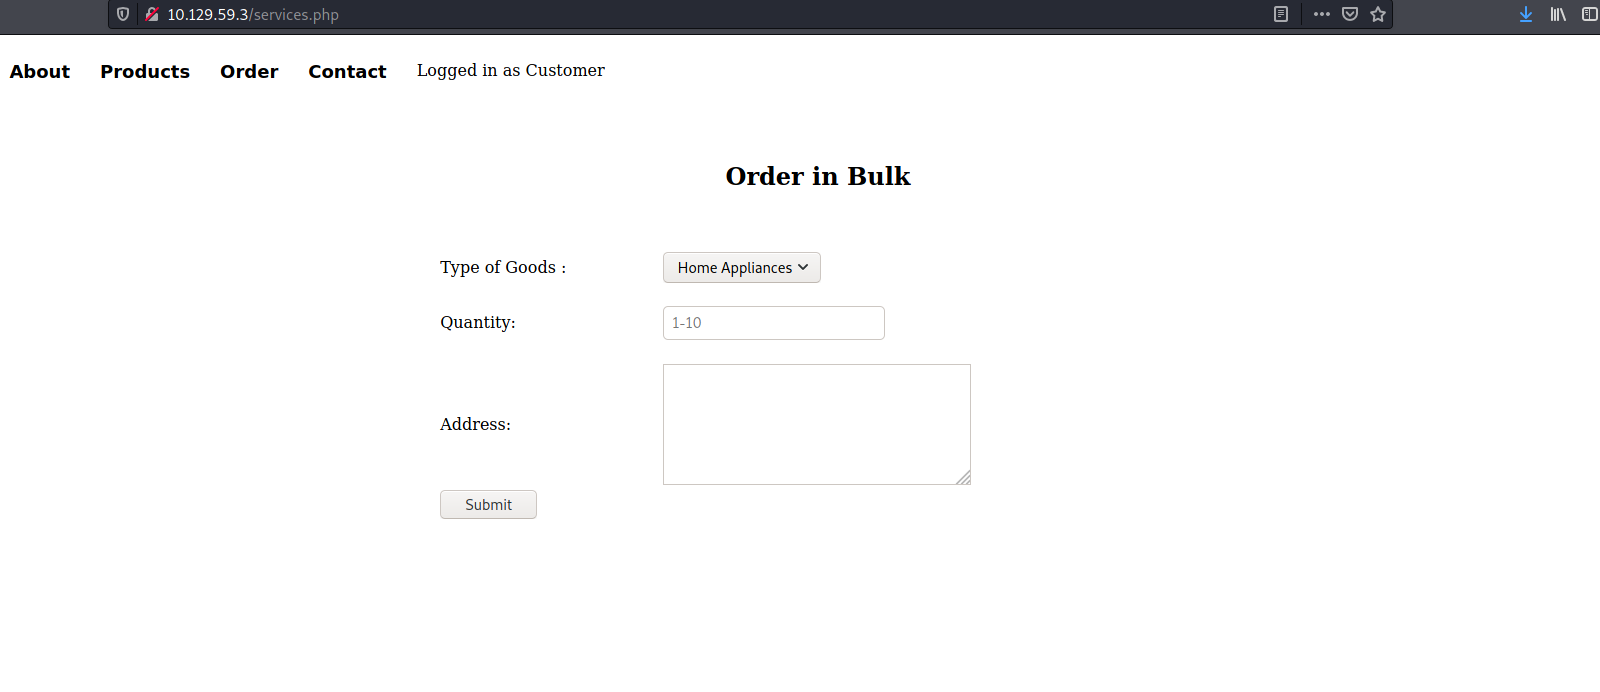 10.129.59.3/services.php
About Products Order Contact Logged in as Customer
Order in Bulk
Type of Goods : Home Appliances
Quantity: 1-10
Address:
Submit